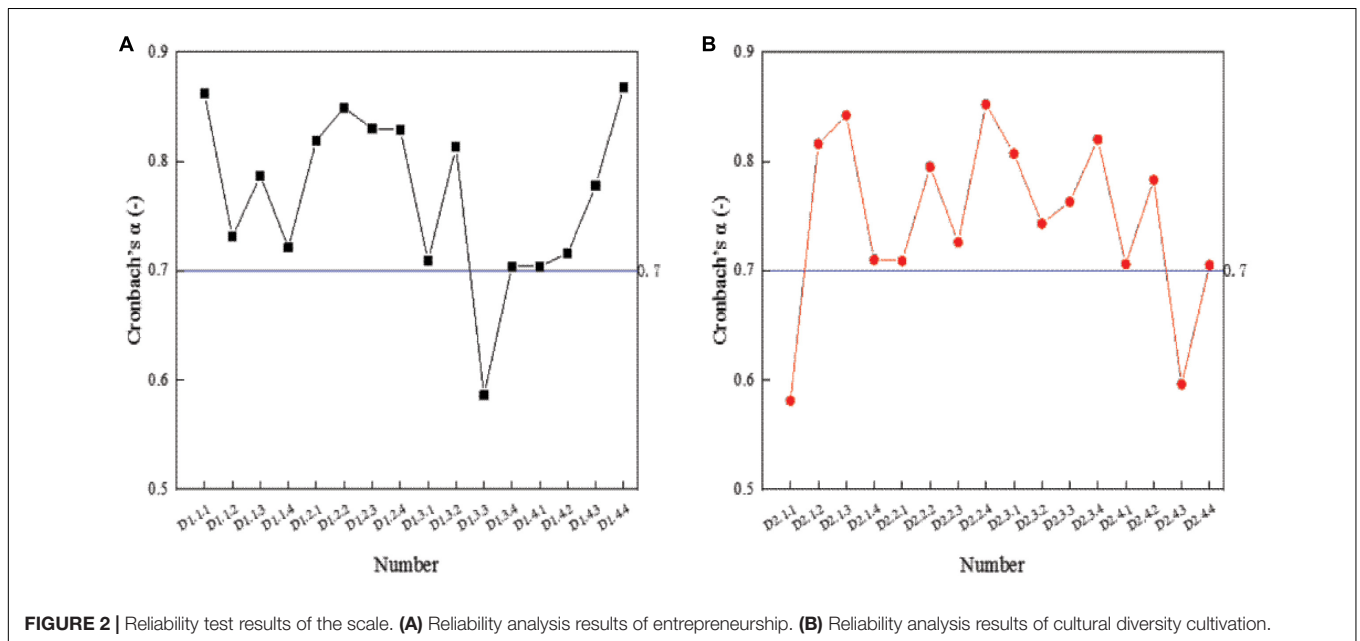 A
0.9
0.8
0.7
0.6
0.5
Cronbach's α (-)
0.7
D1.1.1
D1.1.2
D1.1.3
D1.1.4
D1.2.1
D1.2.2
D1.2.3
D1.2.4
D1.3.1
D1.3.2
D1.3.3
D1.3.4
D1.4.1
D1.4.2
D1.4.3
D1.4.4
Number
B
0.9
0.8
0.7
0.6
0.5
Cronbach's α (-)
0.7
D2.1.1
D2.1.2
D2.1.3
D2.1.4
D2.2.1
D2.2.2
D2.2.3
D2.2.4
D2.3.1
D2.3.2
D2.3.3
D2.3.4
D2.4.1
D2.4.2
D2.4.3
D2.4.4
Number
FIGURE 2 | Reliability test results of the scale. (A) Reliability analysis results of entrepreneurship. (B) Reliability analysis results of cultural diversity cultivation.